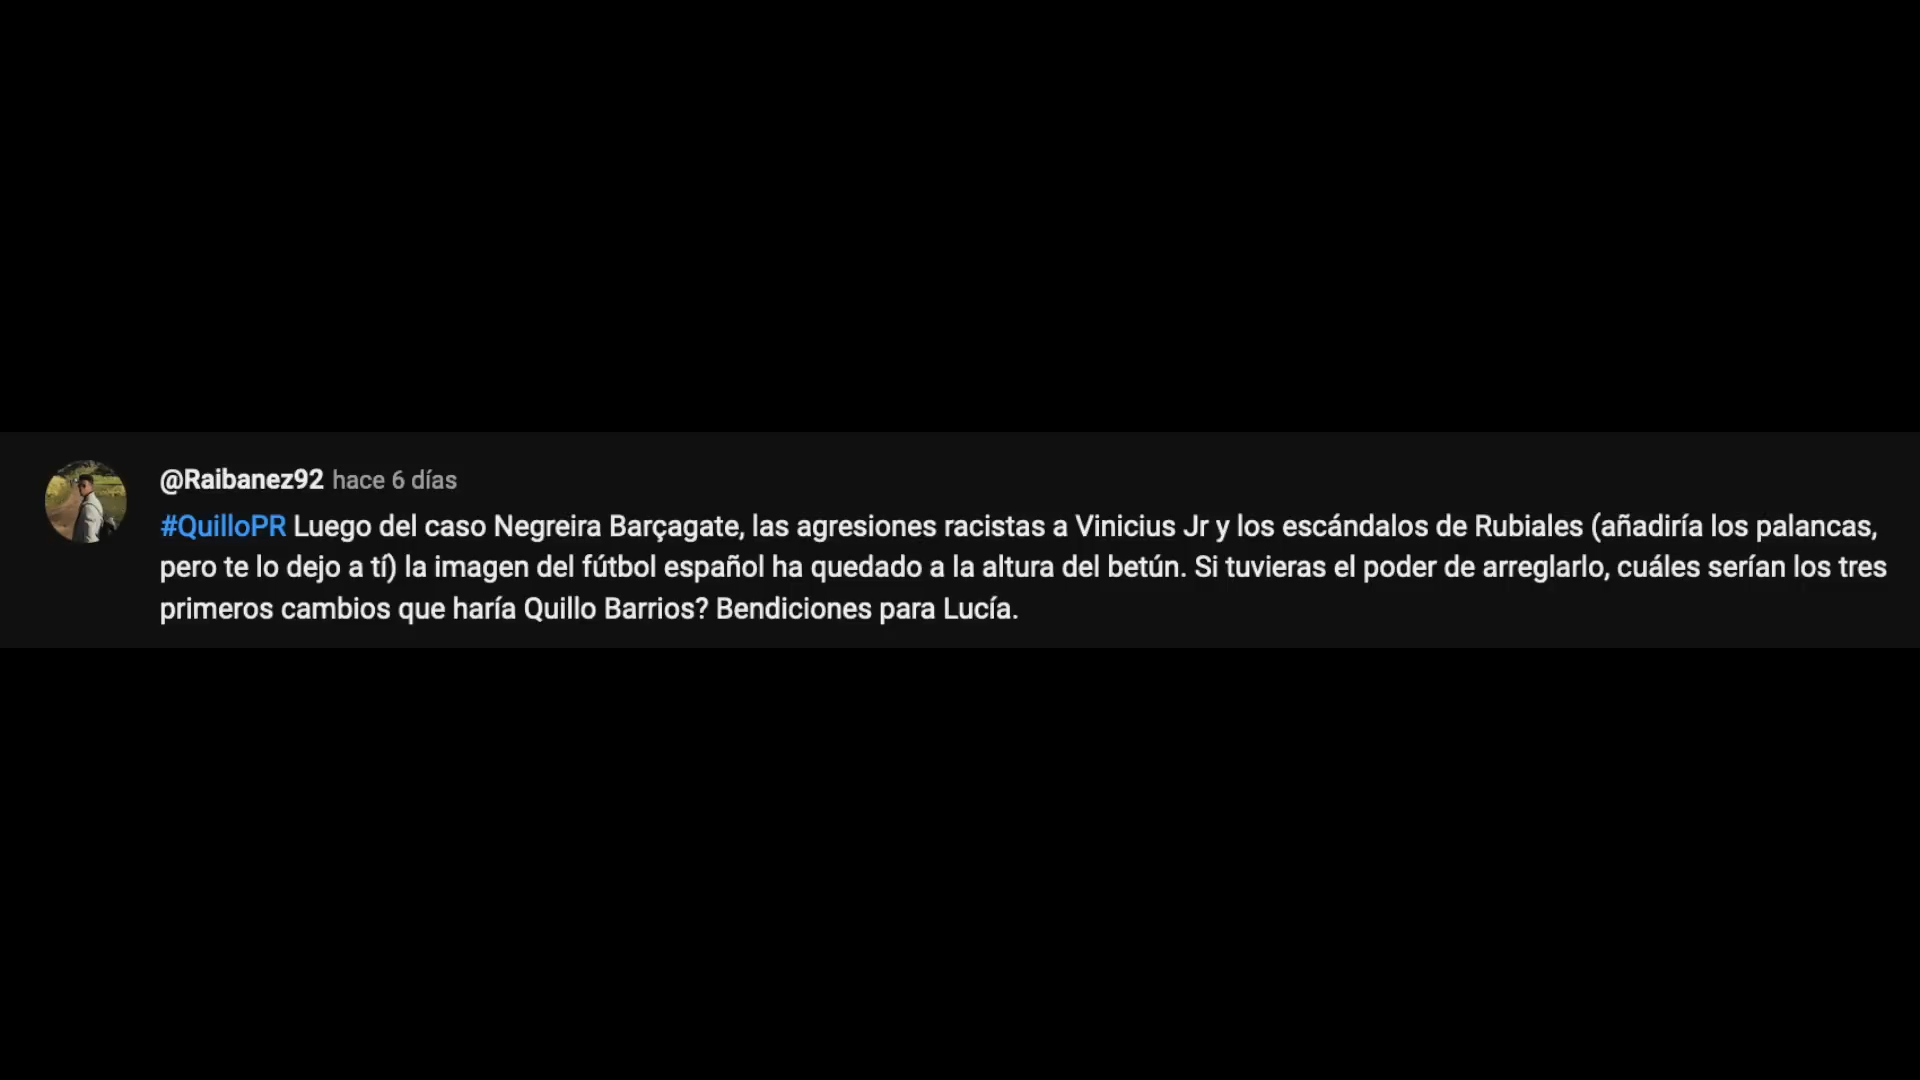 @Raibanez92 hace 6 días
#QuilloPR Luego del caso Negreira Barçagate, las agresiones racistas a Vinicius Jr y los escándalos de Rubiales (añadiría los palancas,
pero te lo dejo a tí) la imagen del fútbol español ha quedado a la altura del betún. Si tuvieras el poder de arreglarlo, cuáles serían los tres
primeros cambios que haría Quillo Barrios? Bendiciones para Lucía.